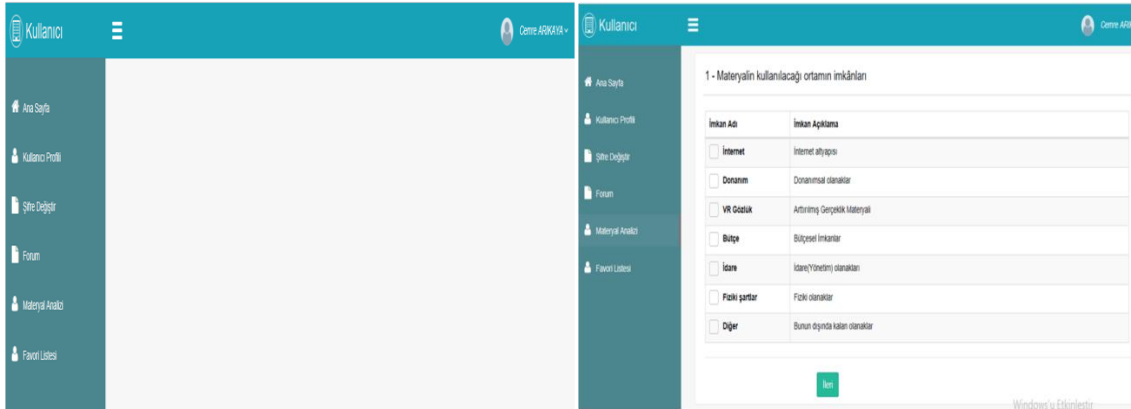 Kullanıcı
Cemre ARIKAYA
Ana Sayfa
Kullanıcı Profili
Şifre Değiştir
Forum
Materyal Analizi
Favori Listesi
Kullanıcı
Cemre ARI
Ana Sayfa
Kullanıcı Profili
Şifre Değiştir
Forum
Materyal Analizi
Favori Listesi
1 - Materyalin kullanılacağı ortamın imkânları
İmkan Adı İmkan Açıklama
İnternet İnternet altyapısı
Donanım Donanımsal olanaklar
VR Gözlük Arttırılmış Gerçeklik Materyali
Bütçe Bütçesel İmkanlar
İdare İdare(Yönetim) olanakları
Fiziki şartlar Fiziki olanaklar
Diğer Bunun dışında kalan olanaklar
İleri
Windows'u Etkinleştir